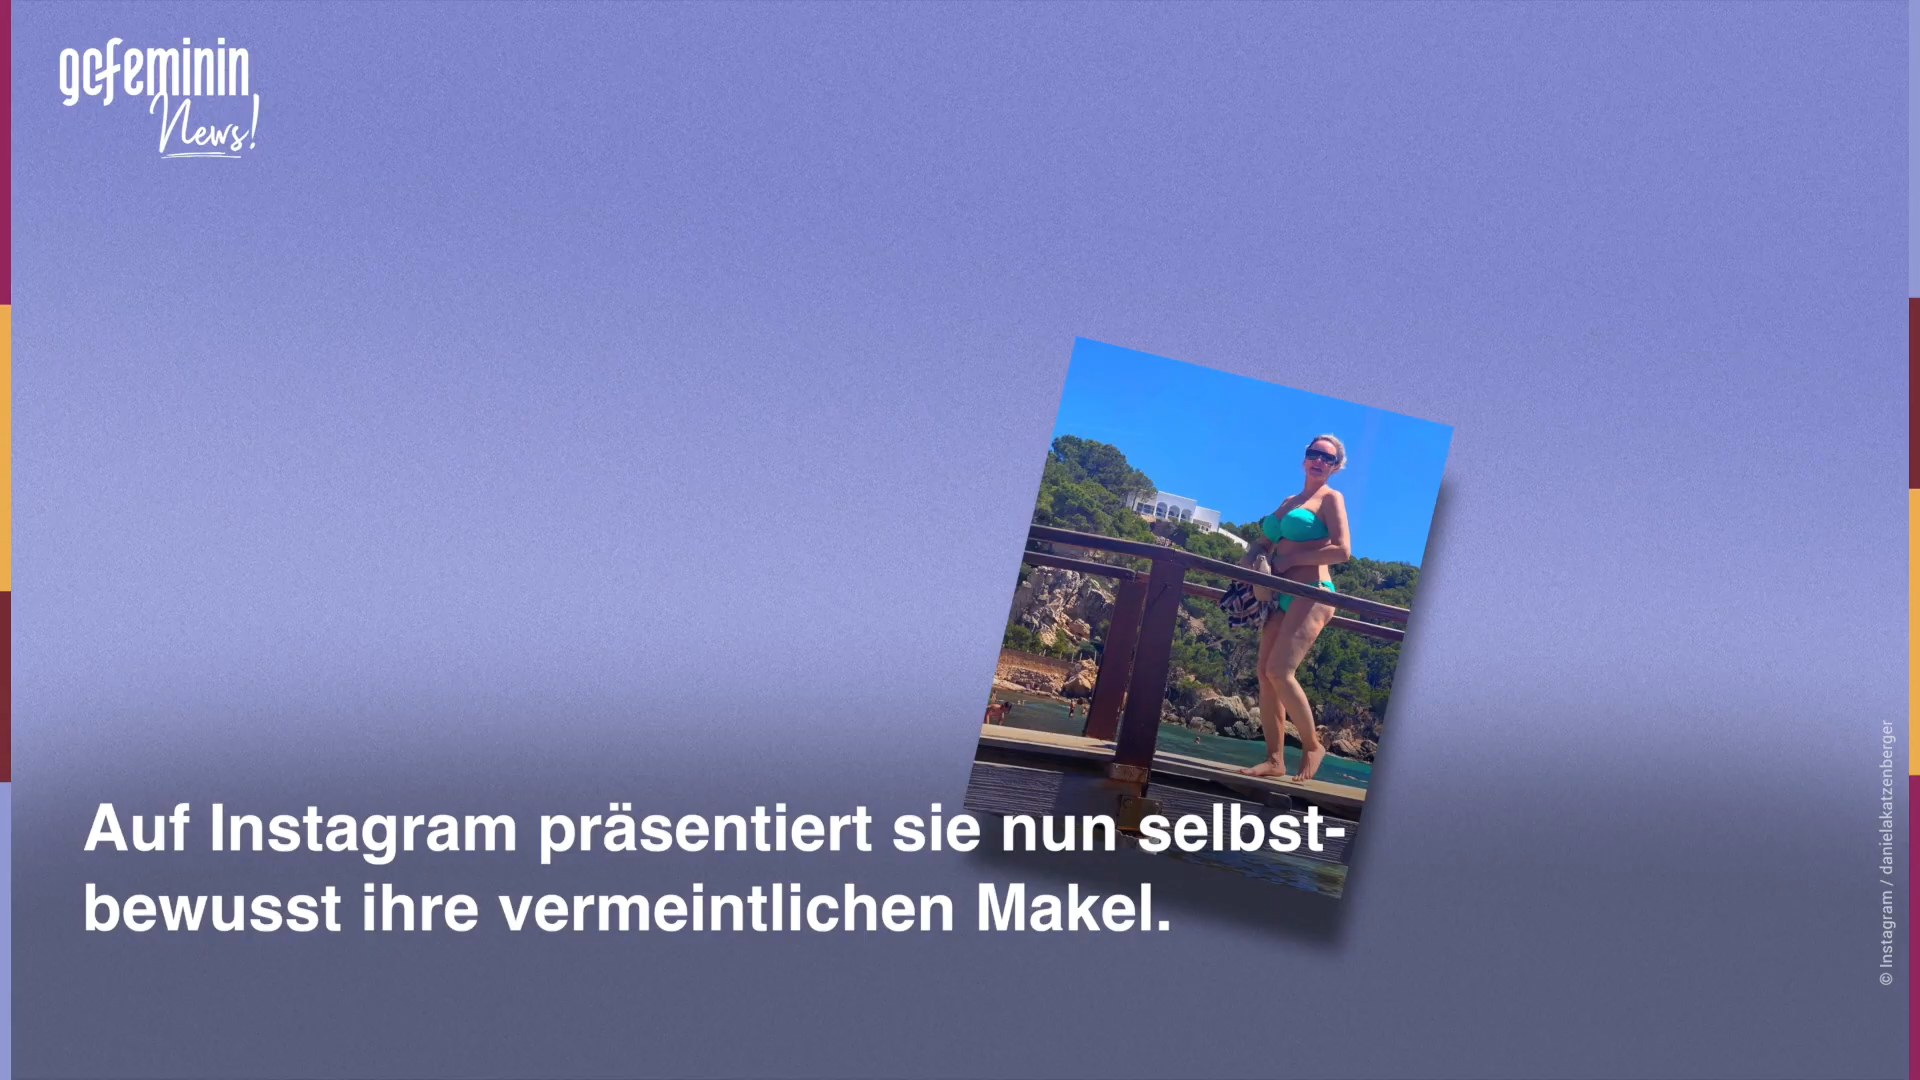 gofeminin
News!
Auf Instagram präsentiert sie nun selbst-
bewusst ihre vermeintlichen Makel.
© Instagram / danielakatzenberger